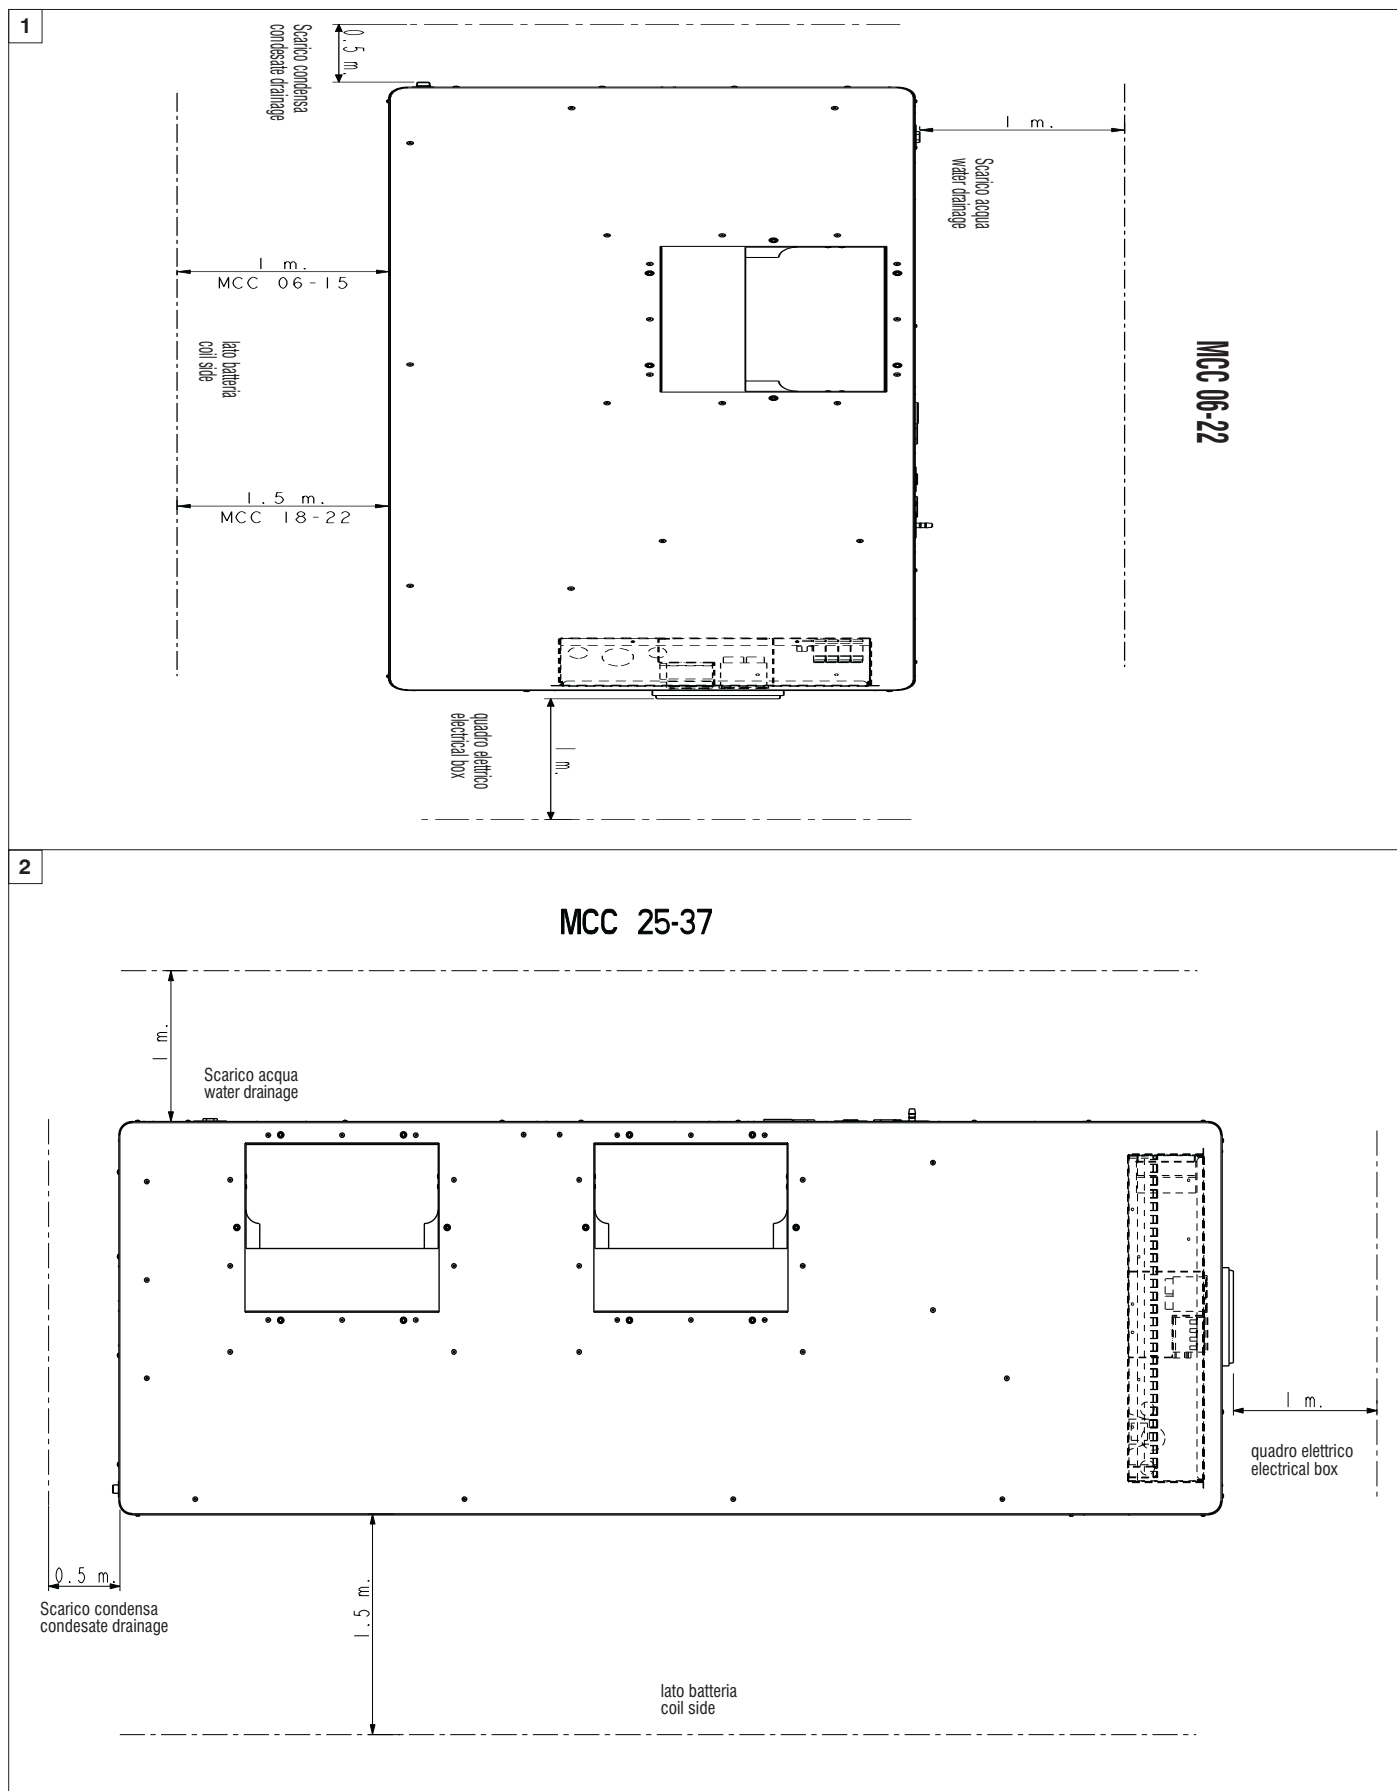 1
Scarico condensa
condesate drainage
0.5 m.
1 m.
Scarico acqua
water drainage
1 m.
MCC 06-15
lato batteria
coil side
MCC 06-22
1.5 m.
MCC 18-22
quadro elettrico
electrical box
1 m.
2
MCC 25-37
1 m.
Scarico acqua
water drainage
1 m.
quadro elettrico
electrical box
0.5 m.
Scarico condensa
condesate drainage
1.5 m.
lato batteria
coil side